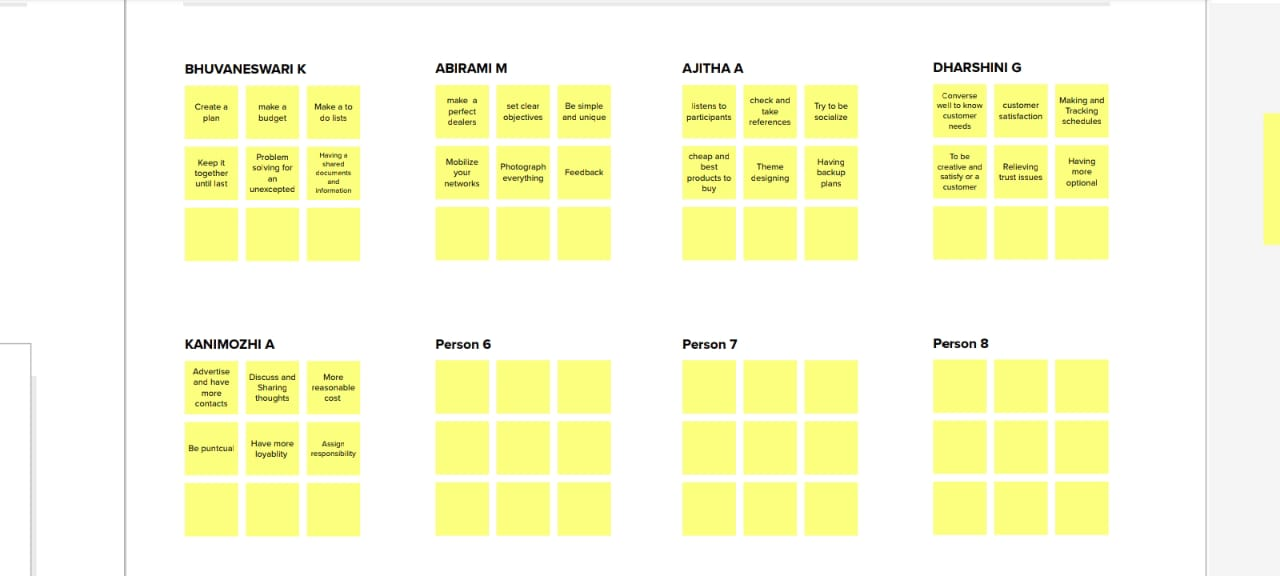 BHUVANESWARI K
Create a
plan
make a
budget
Make a to
do lists
Keep it
together
until last
Problem
solving for
an
unexcepted
Having a
shared
documents
and
information
ABIRAMI M
make a
perfect
dealers
set clear
objectives
Be simple
and unique
Mobilize
your
networks
Photograph
everything
Feedback
AJITHA A
listens to
participants
check and
take
references
Try to be
socialize
cheap and
best
products to
buy
Theme
designing
Having
backup
plans
DHARSHINI G
Converse
well to know
customer
needs
customer
satisfaction
Making and
Tracking
schedules
To be
creative and
satisfy or a
customer
Relieving
trust issues
Having
more
optional
KANIMOZHI A
Advertise
and have
more
contacts
Discuss and
Sharing
thoughts
More
reasonable
cost
Be puntcual
Have more
loyablity
Assign
responsibility
Person 6
Person 7
Person 8